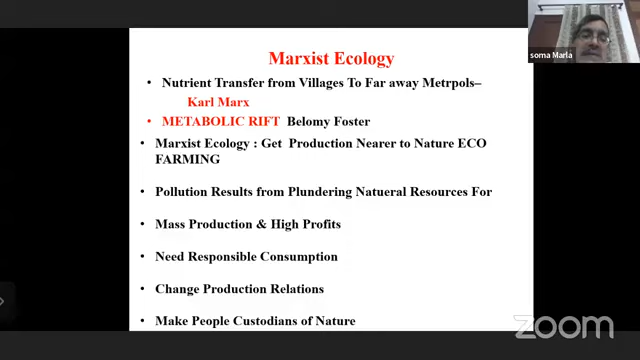 Marxist Ecology
• Nutrient Transfer from Villages To Far away Metrpols–
Karl Marx
• METABOLIC RIFT Belomy Foster
• Marxist Ecology : Get Production Nearer to Nature ECO
FARMING
• Pollution Results from Plundering Natueral Resources For
• Mass Production & High Profits
• Need Responsible Consumption
• Change Production Relations
• Make People Custodians of Nature
soma Marla
zoom